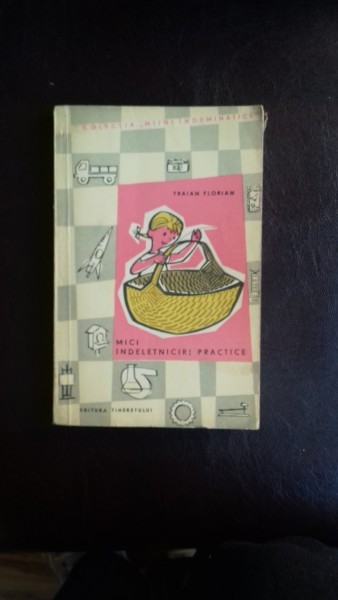 COLECȚIA „MÎINI ÎNDEMÎNATICE"
TRAIAN FLORIAN
MICI
ÎNDELETNICIRI PRACTICE
EDITURA TINERETULUI